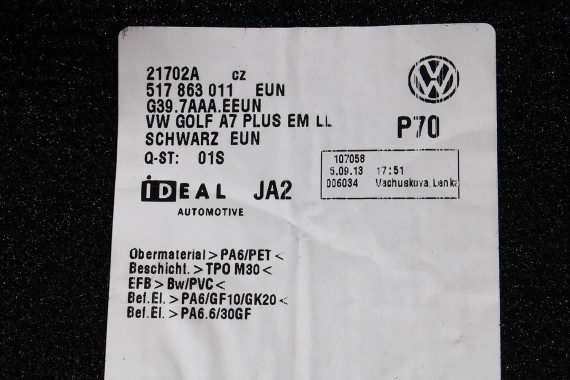 21702A CZ
517 863 011 EUN
G39.7AAA.EEUN
VW GOLF A7 PLUS EM LL
SCHWARZ EUN
Q-ST: 01S
P70
107058
5.09.13 17:51
006034 Vachuskova, Lenka
IDEAL JA2
AUTOMOTIVE
Obermaterial > PA6/PET <
Beschicht. > TPO M30 <
EFB > Bw/PVC <
Bef. El. > PA6/GF10/GK20 <
Bef. El. > PA6.6/30GF